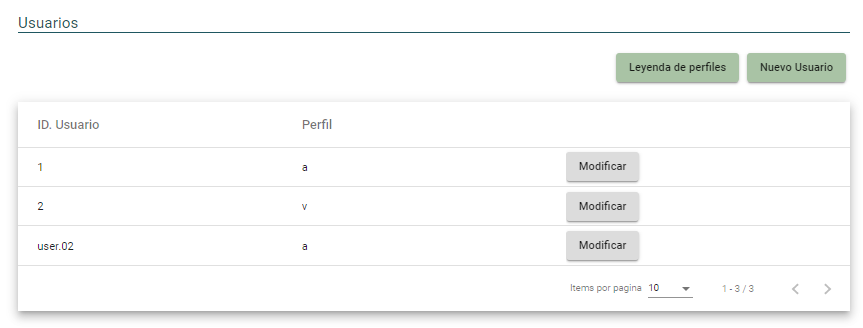 Usuarios
Leyenda de perfiles Nuevo Usuario
ID. Usuario Perfil
1 a Modificar
2 v Modificar
user.02 a Modificar
Items por pagina 10 1 - 3 / 3